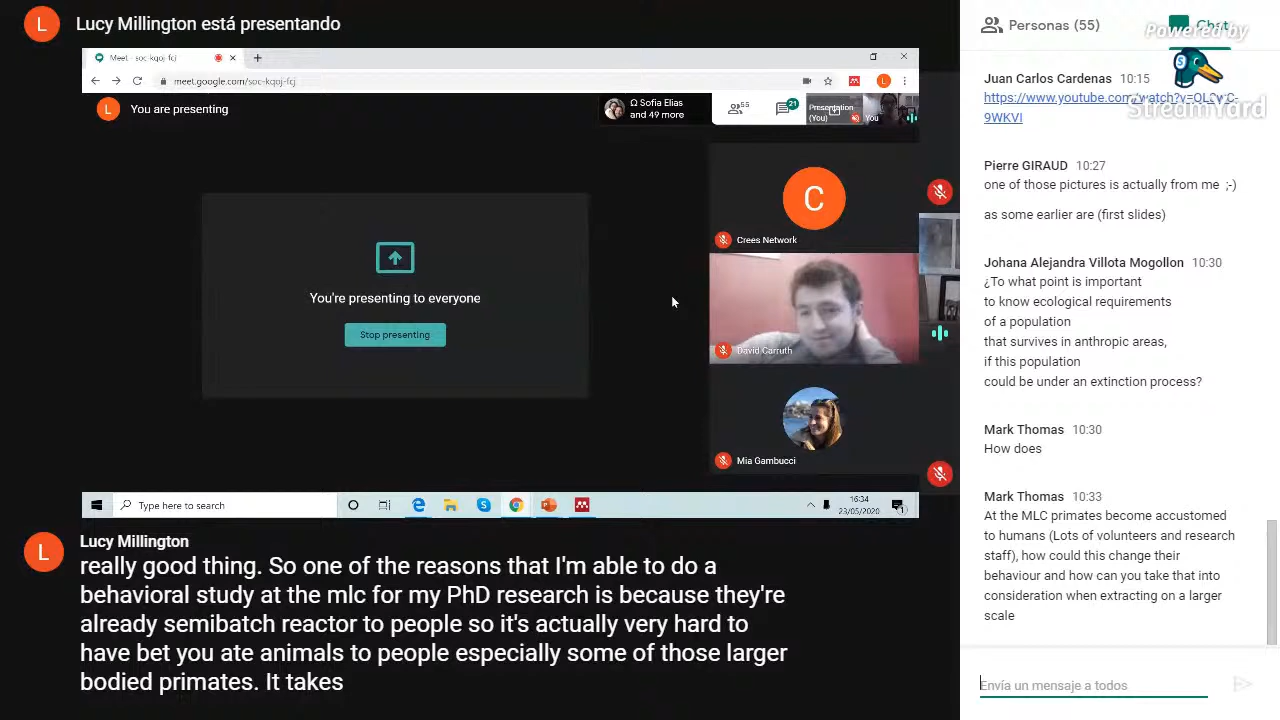 L
Lucy Millington está presentando
Meet - soc-kqoj-fcj
meet.google.com/soc-kqoj-fcj
L
L
You are presenting
Ω Sofia Elias
and 49 more
55
21
Presentation
(You)
You
C
Crees Network
You're presenting to everyone
Stop presenting
David Carruth
Mia Gambucci
Type here to search
16:34
23/05/2020
L
Lucy Millington
really good thing. So one of the reasons that I'm able to do a
behavioral study at the mlc for my PhD research is because they're
already semibatch reactor to people so it's actually very hard to
have bet you ate animals to people especially some of those larger
bodied primates. It takes
Personas (55)
Chat
Powered by
StreamYard
Juan Carlos Cardenas 10:15
9WKVI
Pierre GIRAUD 10:27
one of those pictures is actually from me ;-)
as some earlier are (first slides)
Johana Alejandra Villota Mogollon 10:30
¿To what point is important
to know ecological requirements
of a population
that survives in anthropic areas,
if this population
could be under an extinction process?
Mark Thomas 10:30
How does
Mark Thomas 10:33
At the MLC primates become accustomed
to humans (Lots of volunteers and research
staff), how could this change their
behaviour and how can you take that into
consideration when extracting on a larger
scale
Envía un mensaje a todos